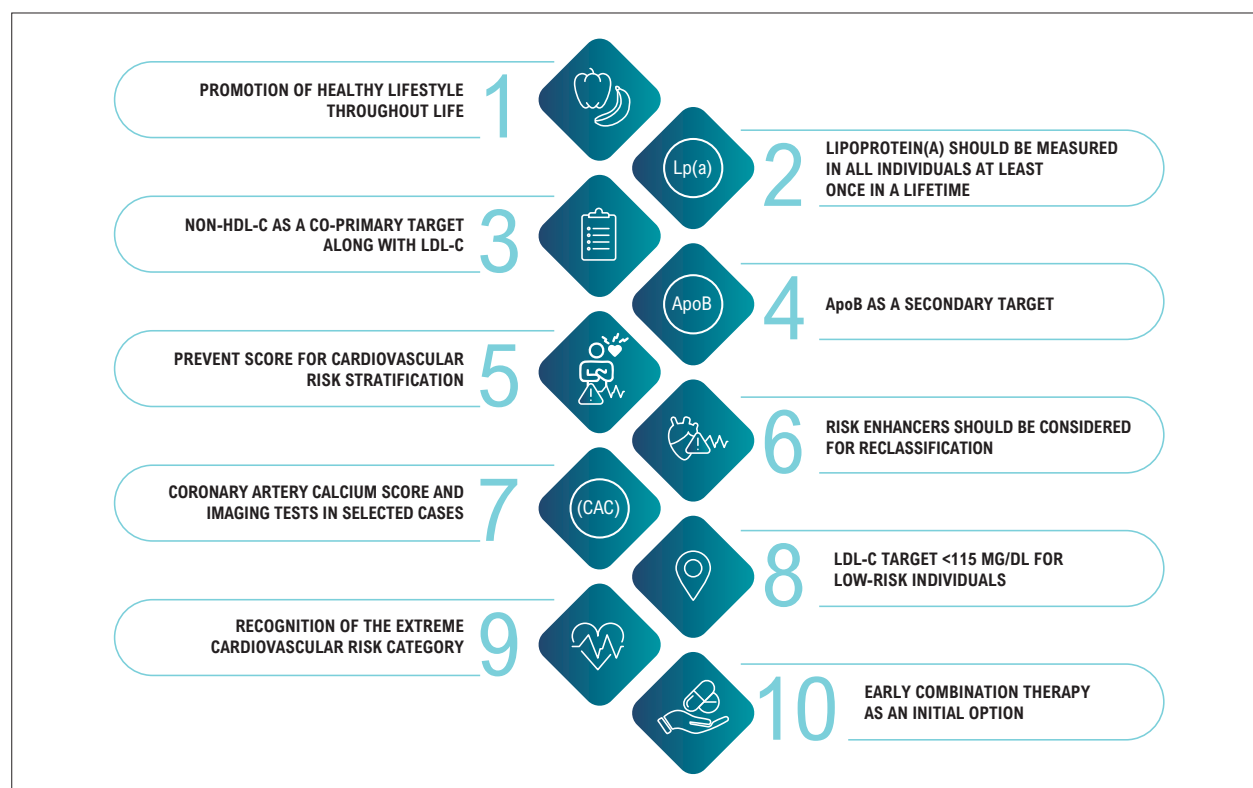 1
PROMOTION OF HEALTHY LIFESTYLE
THROUGHOUT LIFE
Lp(a)
2
LIPOPROTEIN(A) SHOULD BE MEASURED
IN ALL INDIVIDUALS AT LEAST
ONCE IN A LIFETIME
3
NON-HDL-C AS A CO-PRIMARY TARGET
ALONG WITH LDL-C
ApoB
4
ApoB AS A SECONDARY TARGET
5
PREVENT SCORE FOR CARDIOVASCULAR
RISK STRATIFICATION
6
RISK ENHANCERS SHOULD BE CONSIDERED
FOR RECLASSIFICATION
7
CORONARY ARTERY CALCIUM SCORE AND
IMAGING TESTS IN SELECTED CASES
(CAC)
8
LDL-C TARGET <115 MG/DL FOR
LOW-RISK INDIVIDUALS
9
RECOGNITION OF THE EXTREME
CARDIOVASCULAR RISK CATEGORY
10
EARLY COMBINATION THERAPY
AS AN INITIAL OPTION